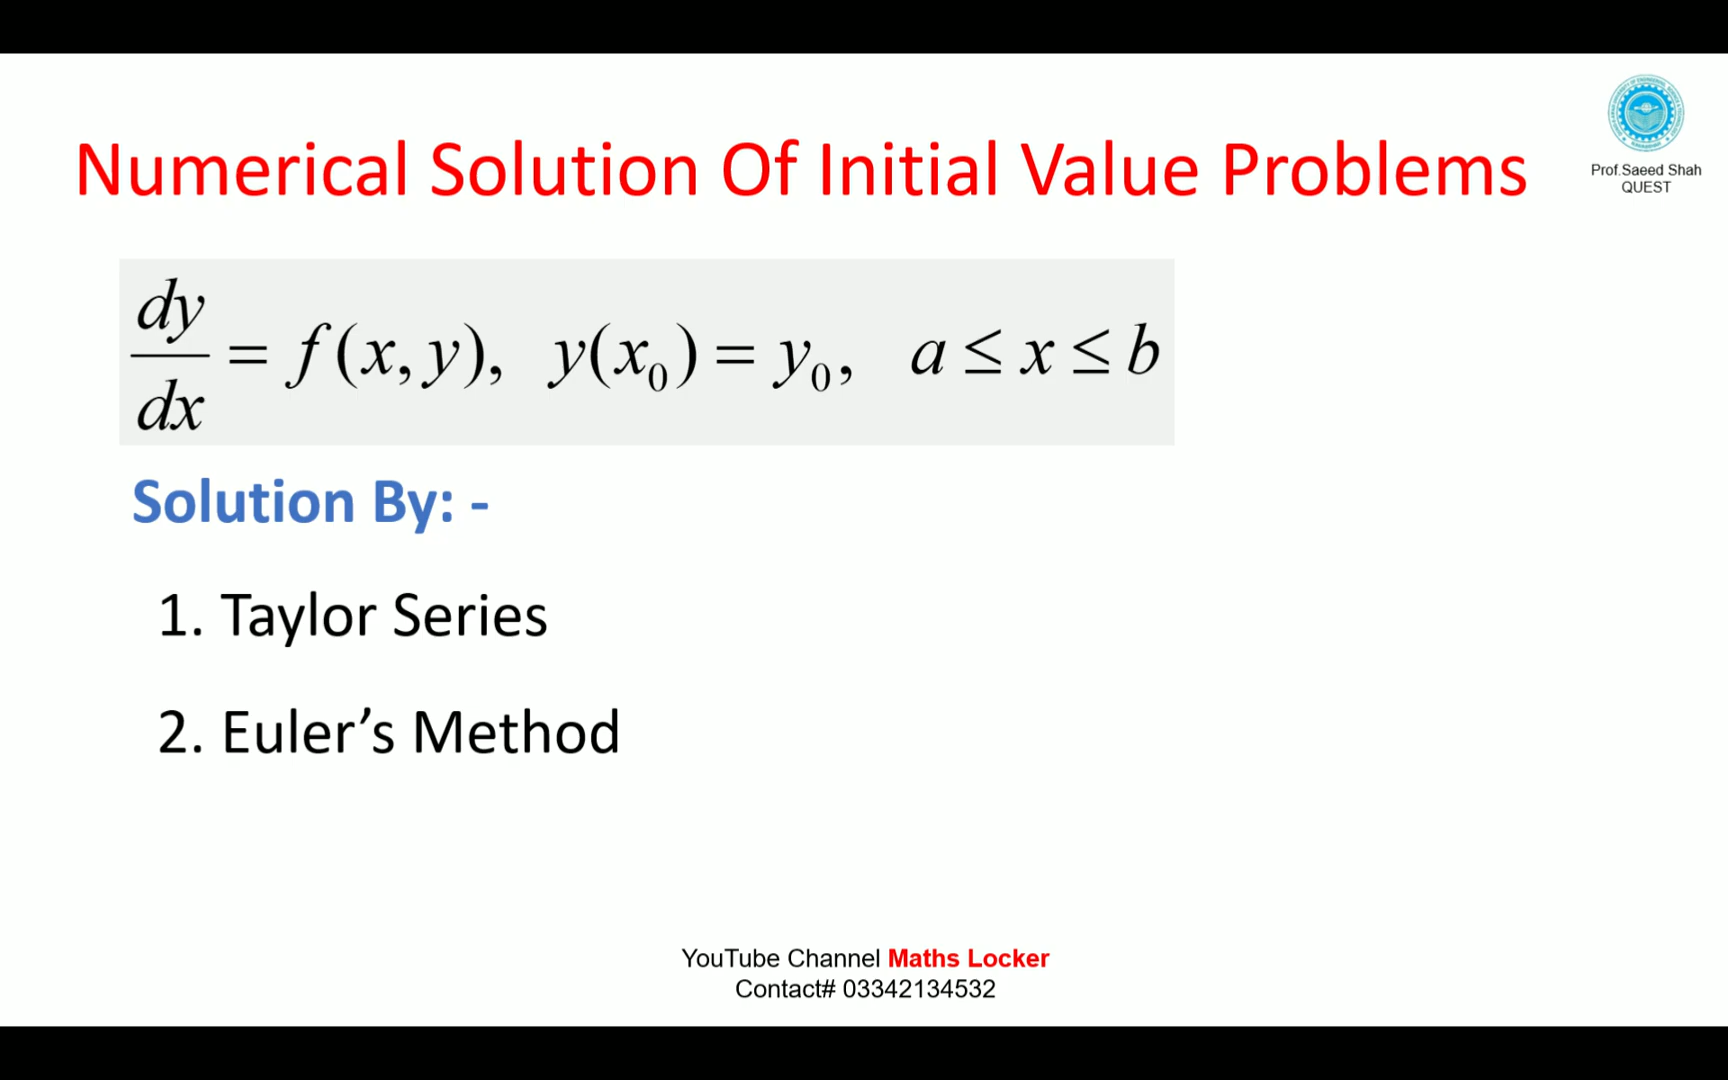 Numerical Solution Of Initial Value Problems
Prof.Saeed Shah
QUEST
dy/dx = f(x,y), y(x₀) = y₀, a ≤ x ≤ b
Solution By: -
1. Taylor Series
2. Euler’s Method
YouTube Channel Maths Locker
Contact# 03342134532